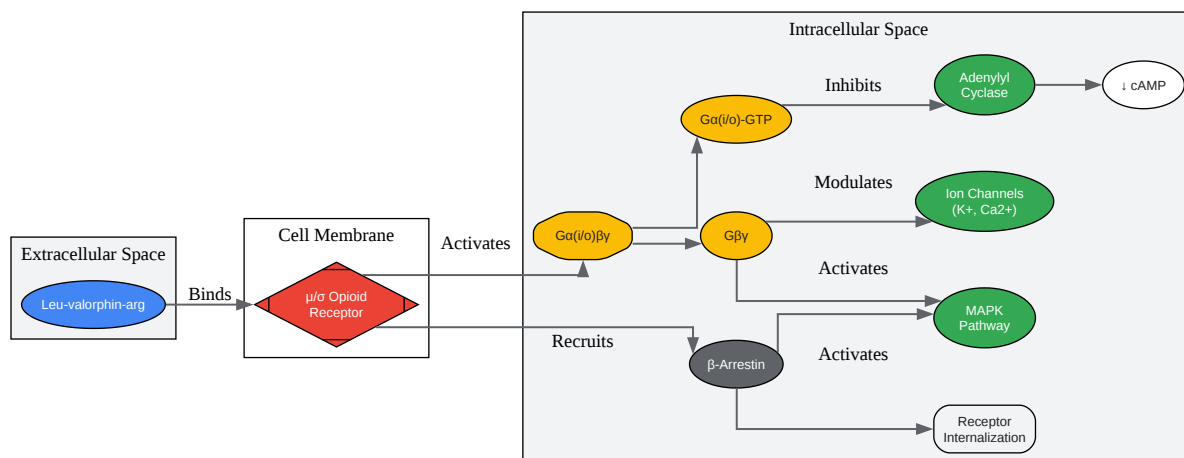 Intracellular Space
Inhibits
Adenylyl
Cyclase
↓ cAMP
Gα(i/o)-GTP
Modulates
Ion Channels
(K+, Ca2+)
Extracellular Space
Leu-valorphin-arg
Binds
Cell Membrane
μ/σ Opioid
Receptor
Activates
Gα(i/o)βγ
Gβγ
Activates
MAPK
Pathway
Recruits
β-Arrestin
Activates
Receptor
Internalization